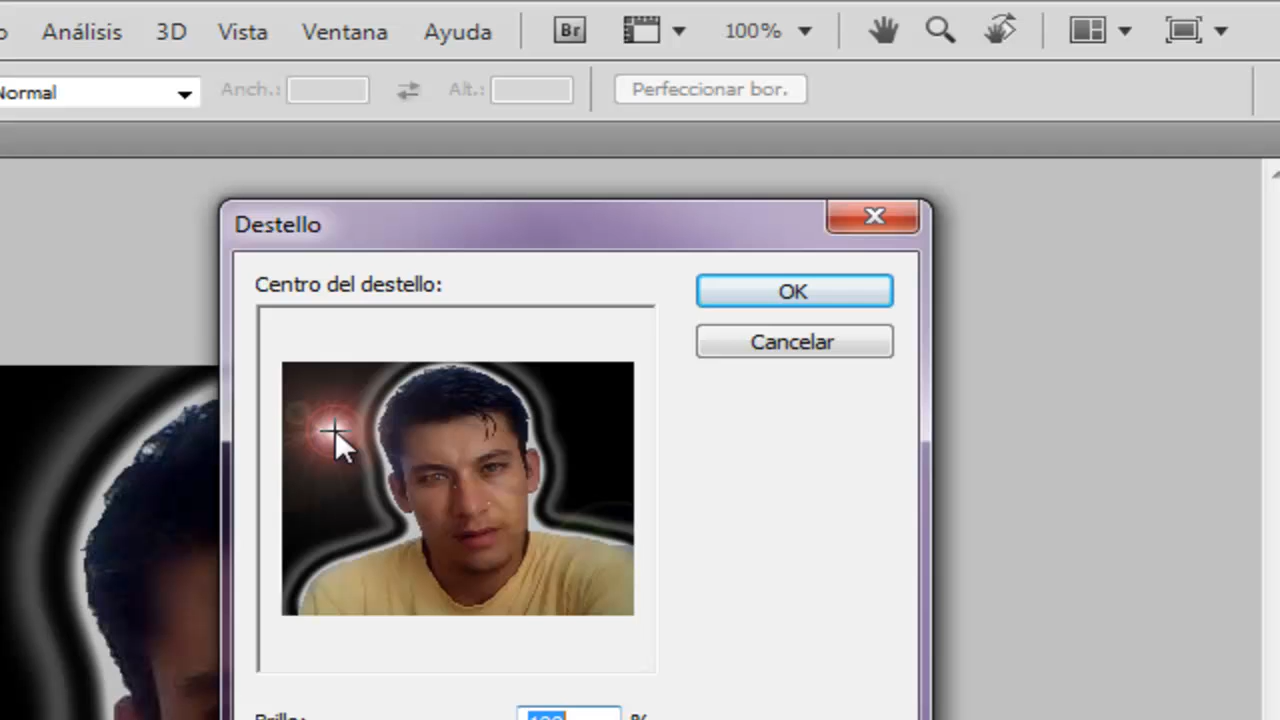 Análisis 3D Vista Ventana Ayuda Br 100%
Normal Anch.: Alt.: Perfeccionar bor.
Destello
Centro del destello:
OK
Cancelar